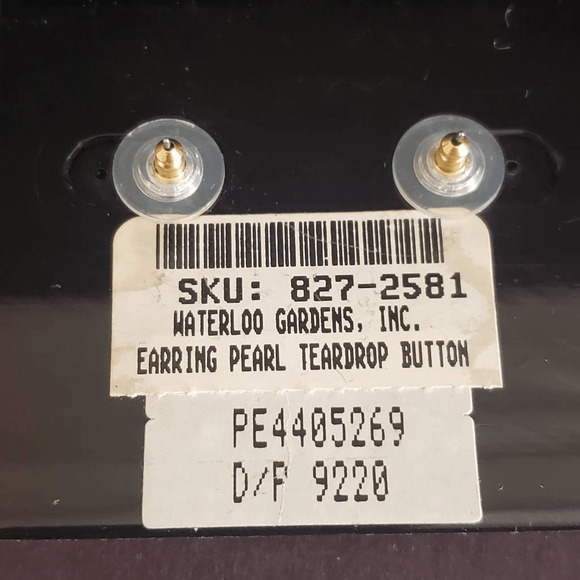 SKU: 827-2581
WATERLOO GARDENS, INC.
EARRING PEARL TEARDROP BUTTON
PE4405269
D/P 9220